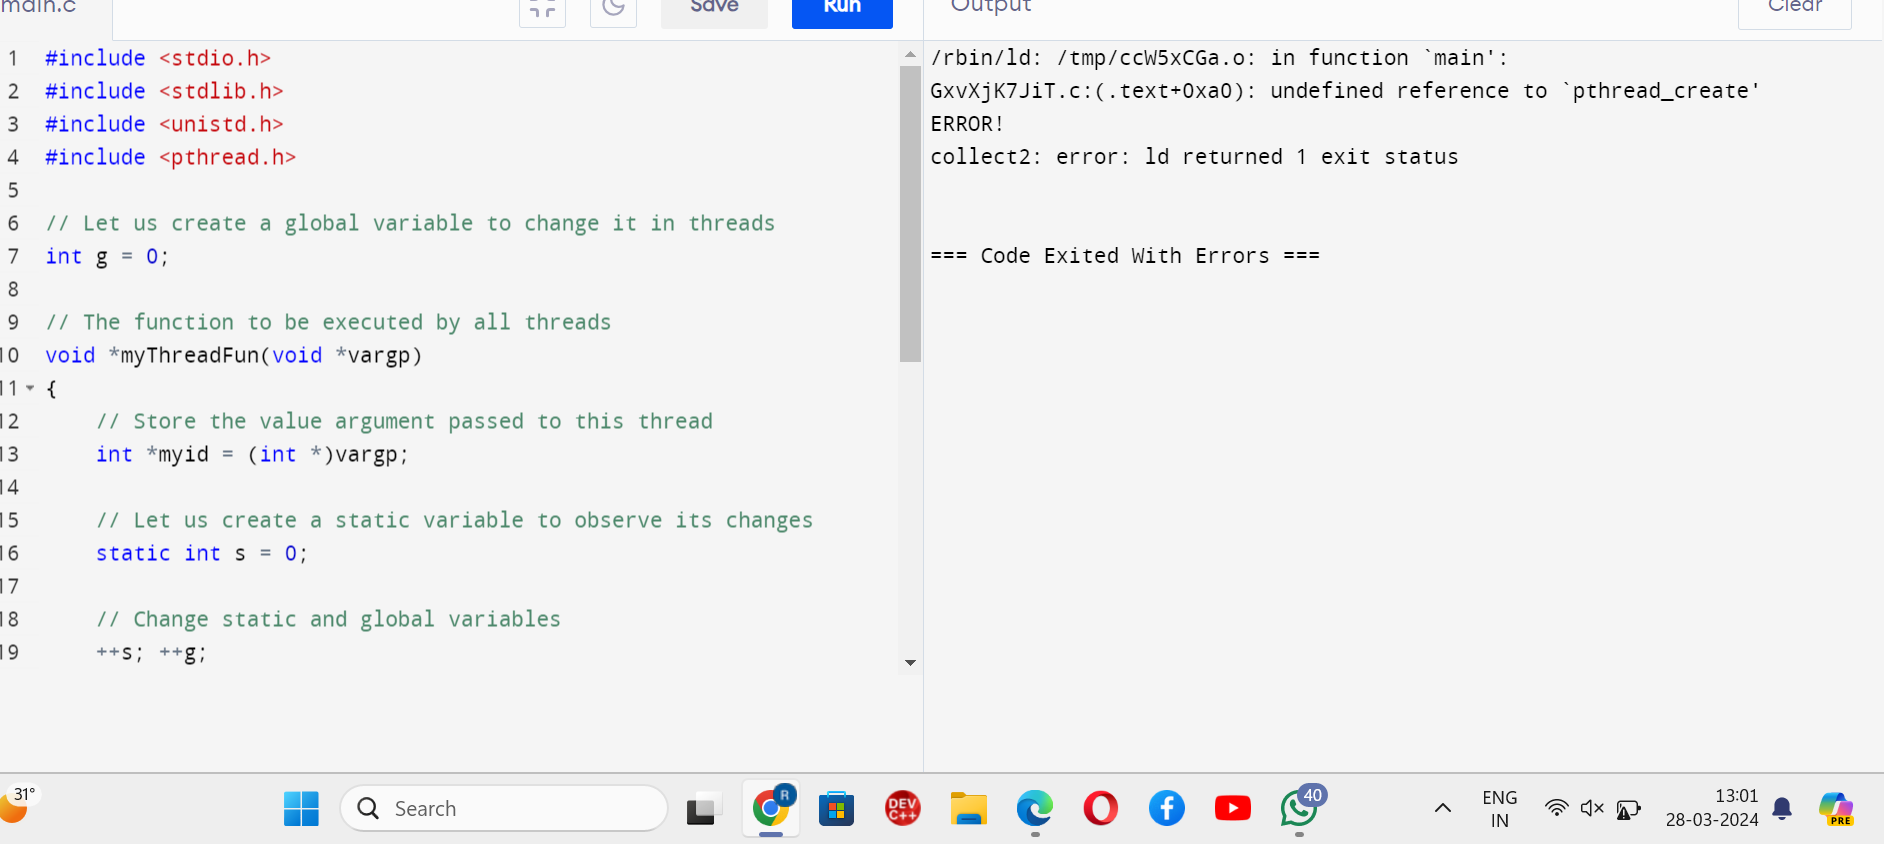 main.c
Save
Run
Output
Clear
1 #include <stdio.h>
2 #include <stdlib.h>
3 #include <unistd.h>
4 #include <pthread.h>
5
6 // Let us create a global variable to change it in threads
7 int g = 0;
8
9 // The function to be executed by all threads
10 void *myThreadFun(void *vargp)
11 {
12 // Store the value argument passed to this thread
13 int *myid = (int *)vargp;
14
15 // Let us create a static variable to observe its changes
16 static int s = 0;
17
18 // Change static and global variables
19 ++s; ++g;
/rbin/ld: /tmp/ccW5xCGa.o: in function `main':
GxvXjK7JiT.c:(.text+0xa0): undefined reference to `pthread_create'
ERROR!
collect2: error: ld returned 1 exit status
=== Code Exited With Errors ===
31°
Search
R
DEV
C++
40
ENG
IN
13:01
28-03-2024
PRE